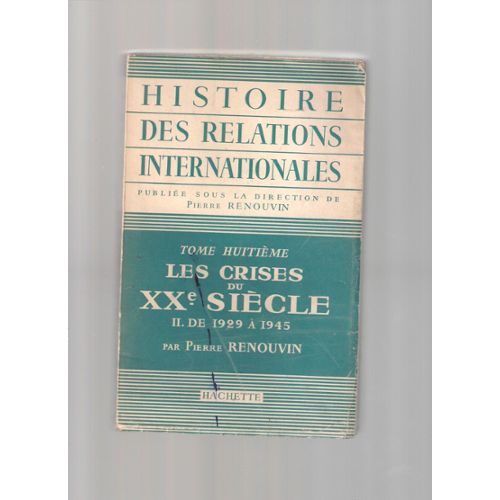 HISTOIRE
DES RELATIONS
INTERNATIONALES
PUBLIÉE SOUS LA DIRECTION DE
PIERRE RENOUVIN
TOME HUITIÈME
LES CRISES
DU
XXe SIÈCLE
II. DE 1929 À 1945
PAR PIERRE RENOUVIN
HACHETTE